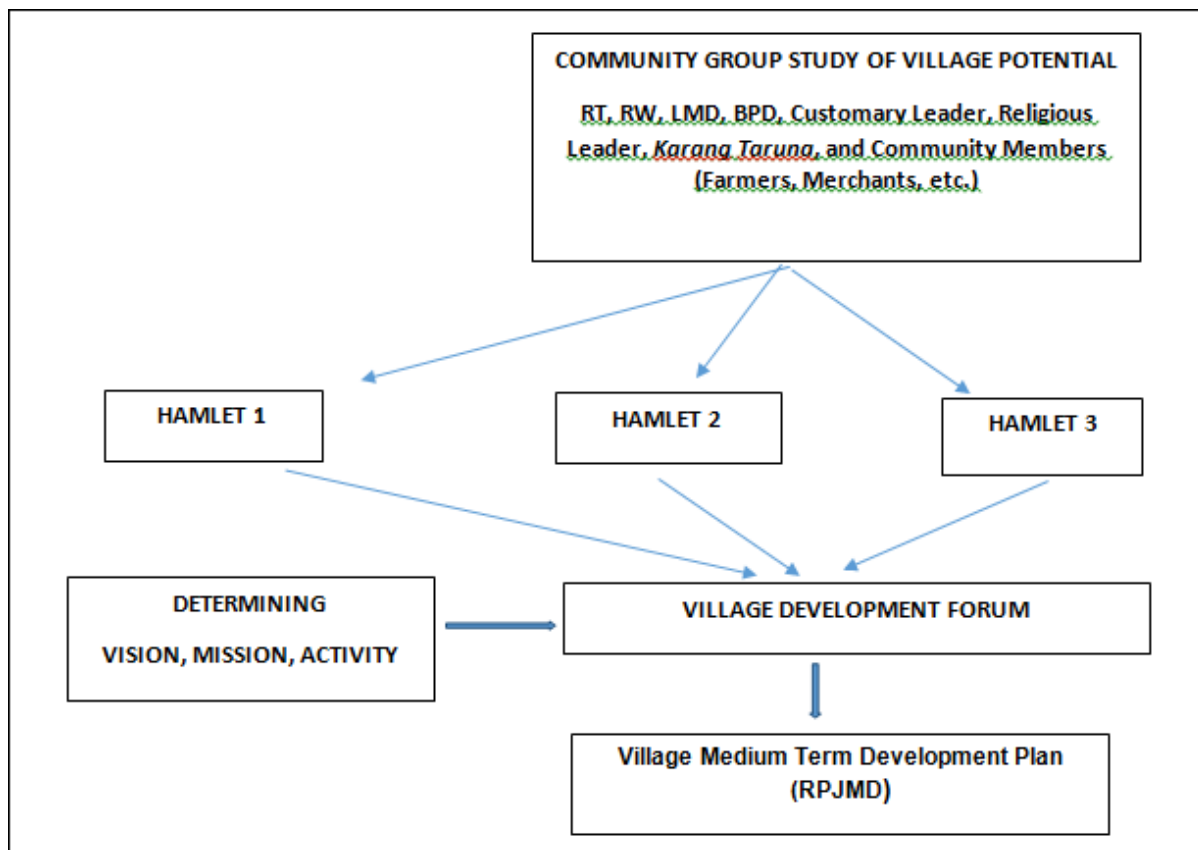 COMMUNITY GROUP STUDY OF VILLAGE POTENTIAL
RT, RW, LMD, BPD, Customary Leader, Religious
Leader, Karang Taruna, and Community Members
(Farmers, Merchants, etc.)
HAMLET 1
HAMLET 2
HAMLET 3
DETERMINING
VISION, MISSION, ACTIVITY
VILLAGE DEVELOPMENT FORUM
Village Medium Term Development Plan
(RPJMD)